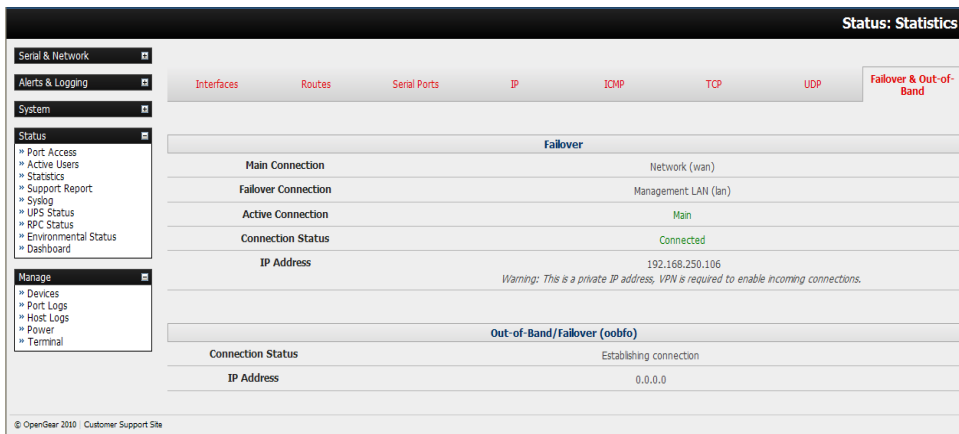 Status: Statistics
Serial & Network
Alerts & Logging
System
Status
» Port Access
» Active Users
» Statistics
» Support Report
» Syslog
» UPS Status
» RPC Status
» Environmental Status
» Dashboard
Manage
» Devices
» Port Logs
» Host Logs
» Power
» Terminal
Interfaces Routes Serial Ports IP ICMP TCP UDP Failover & Out-of-
Band
Failover
Main Connection Network (wan)
Failover Connection Management LAN (lan)
Active Connection Main
Connection Status Connected
IP Address 192.168.250.106
Warning: This is a private IP address, VPN is required to enable incoming connections.
Out-of-Band/Failover (oobfo)
Connection Status Establishing connection
IP Address 0.0.0.0
© OpenGear 2010 | Customer Support Site